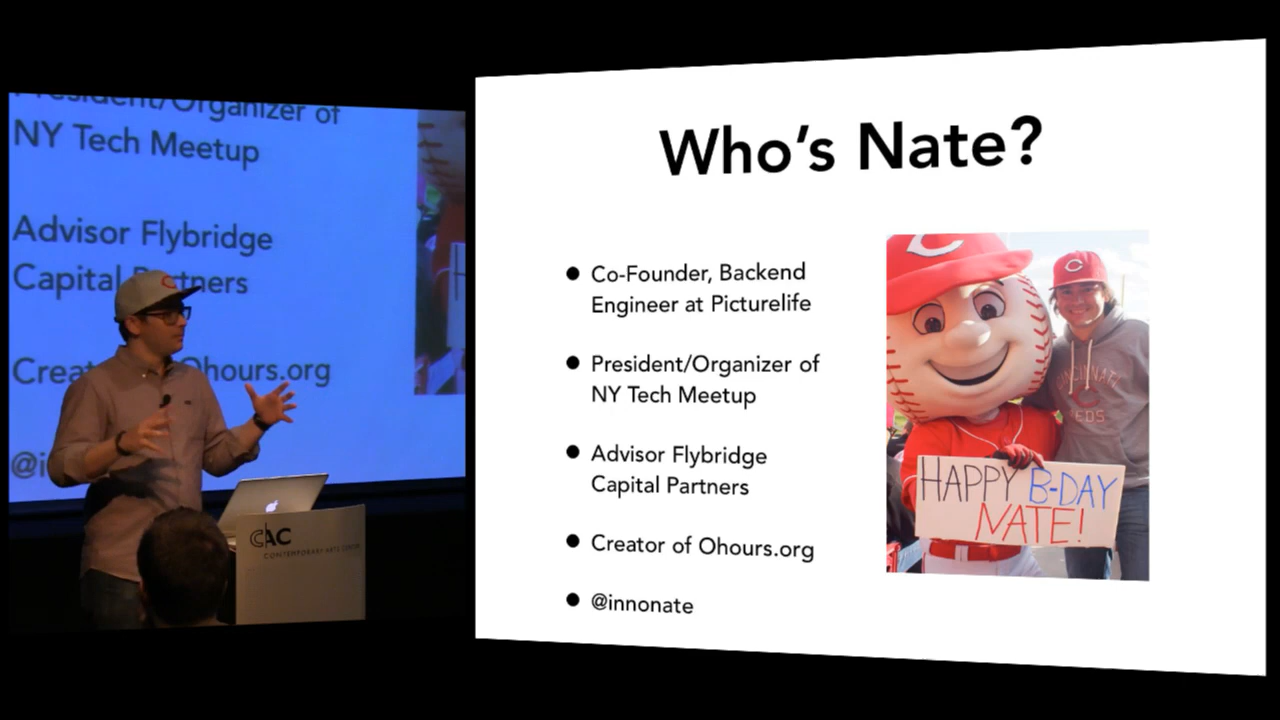 President/Organizer of
NY Tech Meetup
Advisor Flybridge
Capital Partners
Ohours.org
CAC
CONTEMPORARY ARTS CENTER
Who's Nate?
Co-Founder, Backend
Engineer at Picturelife
President/Organizer of
NY Tech Meetup
Advisor Flybridge
Capital Partners
Creator of Ohours.org
@innonate
C
C
CINCINNATI
REDS
HAPPY B-DAY
NATE!